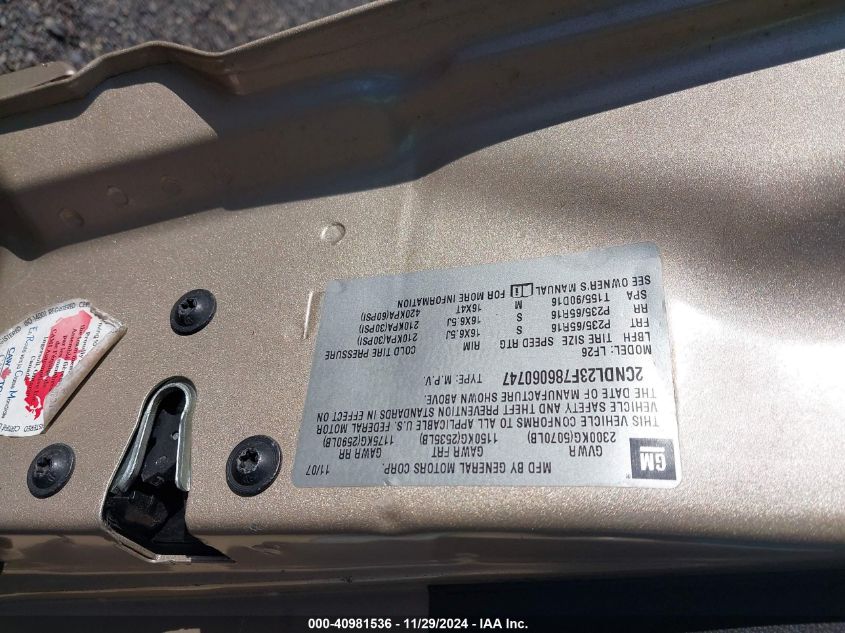 GM
MFD BY GENERAL MOTORS CORP.
11/07
GVWR GAWR FRT GAWR RR
2300KG(5070LB) 1150KG(2535LB) 1175KG(2590LB)
THIS VEHICLE CONFORMS TO ALL APPLICABLE U.S. FEDERAL MOTOR
VEHICLE SAFETY AND THEFT PREVENTION STANDARDS IN EFFECT ON
THE DATE OF MANUFACTURE SHOWN ABOVE.
2CNDL23F786060747 TYPE: M.P.V.
MODEL: LF26
LBEH TIRE SIZE SPEED RTG RIM COLD TIRE PRESSURE
FRT P235/65R16 S 16X6.5J 210KPA(30PSI)
RR P235/65R16 S 16X6.5J 210KPA(30PSI)
SPA T155/90D16 M 16X4T 420KPA(60PSI)
SEE OWNER'S MANUAL FOR MORE INFORMATION
000-40981536 - 11/29/2024 - IAA Inc.